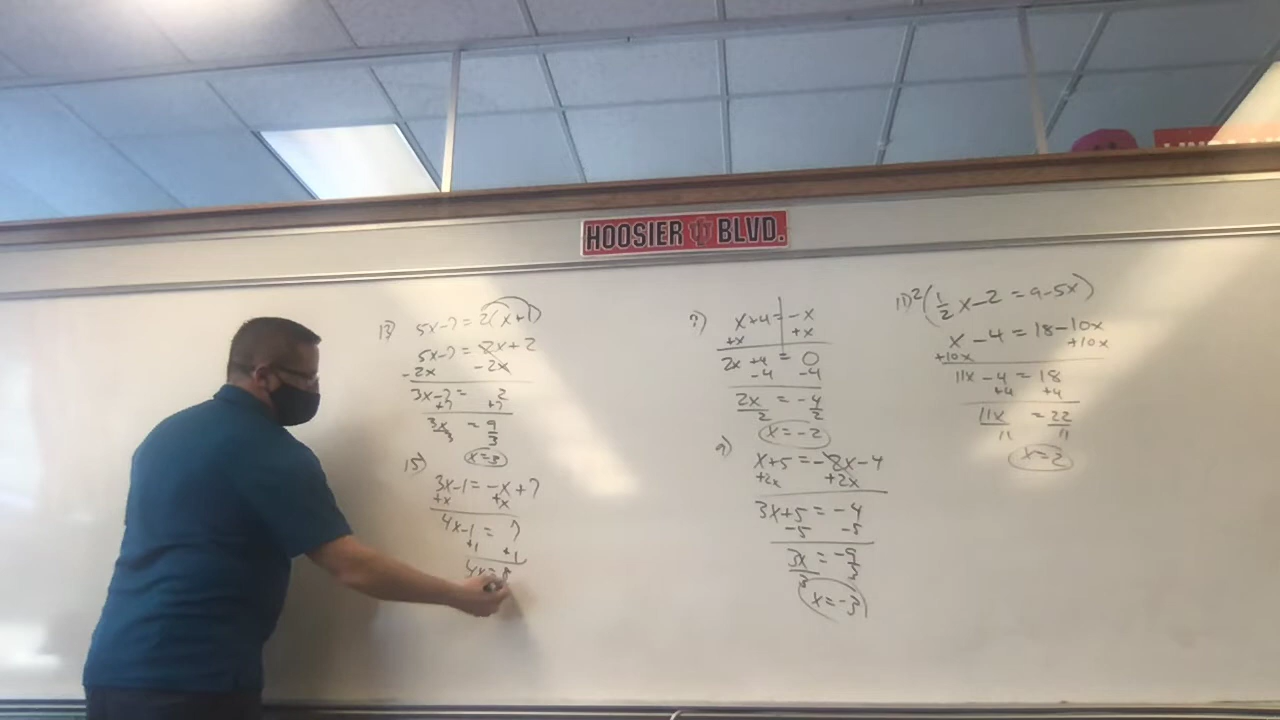 HOOSIER BLVD.
13) 5x-7 = 2(x+1)
5x-7 = 2x+2
-2x -2x
3x-7 = 2
+7 +7
3x = 9
3 3
x=3
15)
3x-1 = -x+7
+x +x
4x-1 = 7
+1 +1
4x = 8
x+4 = -x
+x +x
2x+4 = 0
-4 -4
2x = -4
2 2
x=-2
9)
x+5 = -2x-4
+2x +2x
3x+5 = -4
-5 -5
3x = -9
3 3
x=-3
11) 2(1/2 x-2 = 9-5x)
x-4 = 18-10x
+10x +10x
11x-4 = 18
+4 +4
11x = 22
11 11
x=2